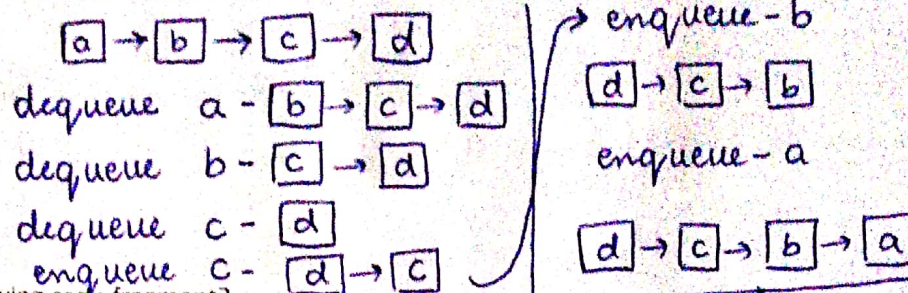 a → b → c → d
dequeue a - b → c → d
dequeue b - c → d
dequeue c - d
enqueue c - d → c
→ enqueue - b
d → c → b
enqueue - a
d → c → b → a